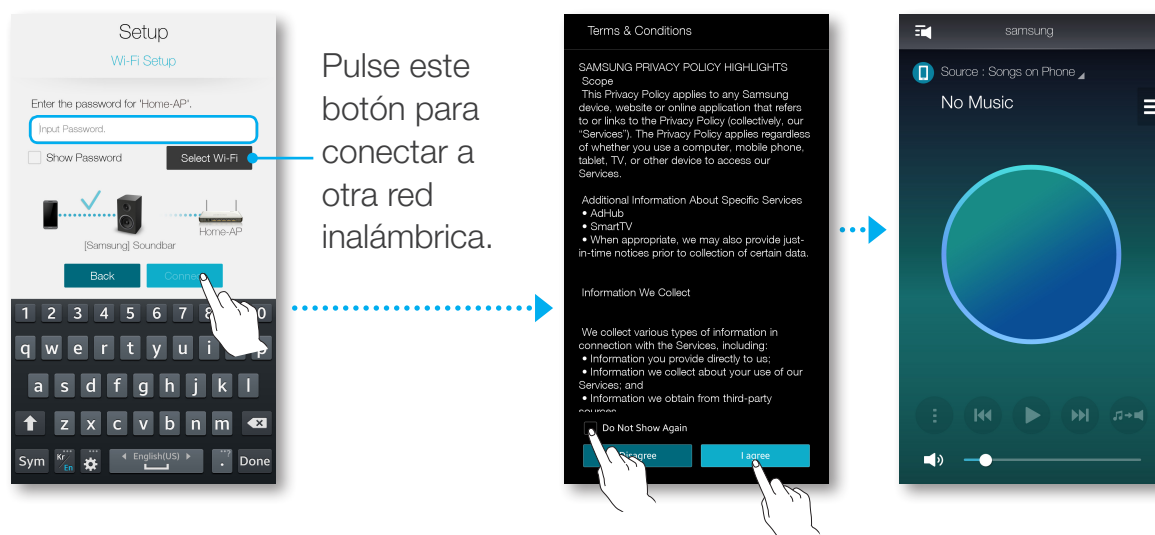 Setup
Wi-Fi Setup
Enter the password for 'Home-AP'.
Input Password.
Show Password
Select Wi-Fi
Home-AP
[Samsung] Soundbar
Back
1 2 3 4 5 6 7 8 0
q w e r t y u i p
a s d f g h j k l
z x c v b n m
Sym Kr/En English(US) . Done
Pulse este
botón para
conectar a
otra red
inalámbrica.
Terms & Conditions
SAMSUNG PRIVACY POLICY HIGHLIGHTS
Scope
This Privacy Policy applies to any Samsung
device, website or online application that refers
to or links to the Privacy Policy (collectively, our
“Services”). The Privacy Policy applies regardless
of whether you use a computer, mobile phone,
tablet, TV, or other device to access our
Services.
Additional Information About Specific Services
• AdHub
• SmartTV
• When appropriate, we may also provide just-
in-time notices prior to collection of certain data.
Information We Collect
We collect various types of information in
connection with the Services, including:
• Information you provide directly to us;
• Information we collect about your use of our
Services; and
• Information we obtain from third-party
sources
Do Not Show Again
I agree
samsung
Source : Songs on Phone
No Music